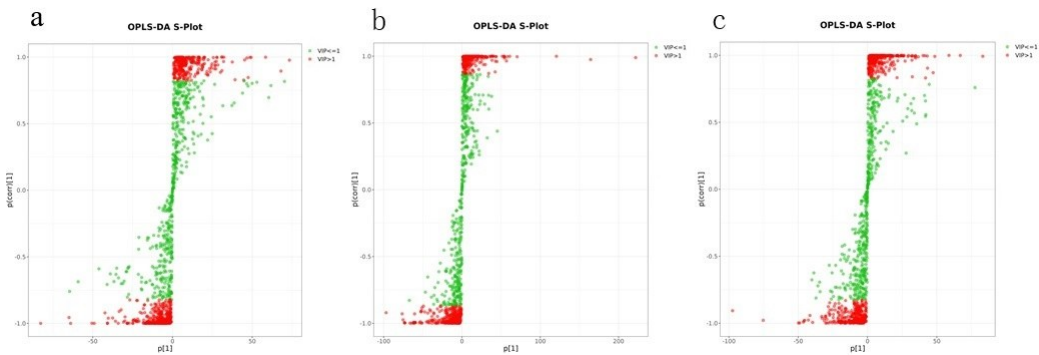 a
OPLS-DA S-Plot
VIP<=1
VIP>1
1.0
0.5
0.0
-0.5
-1.0
p(corr)[1]
-50
0
50
p[1]
b
OPLS-DA S-Plot
VIP<=1
VIP>1
1.0
0.5
0.0
-0.5
-1.0
p(corr)[1]
-100
0
100
200
p[1]
c
OPLS-DA S-Plot
VIP<=1
VIP>1
1.0
0.5
0.0
-0.5
-1.0
p(corr)[1]
-100
-50
0
50
p[1]